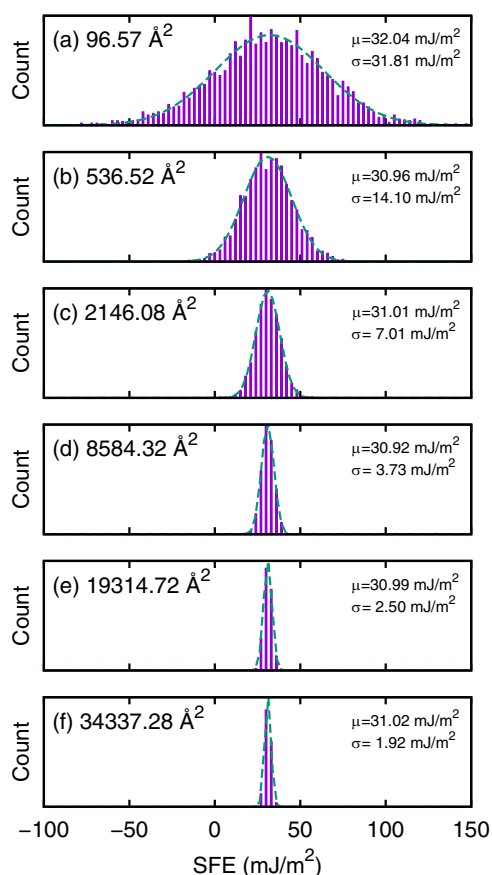 (a) 96.57 Å²
μ=32.04 mJ/m²
σ=31.81 mJ/m²
Count
(b) 536.52 Å²
μ=30.96 mJ/m²
σ=14.10 mJ/m²
Count
(c) 2146.08 Å²
μ=31.01 mJ/m²
σ= 7.01 mJ/m²
Count
(d) 8584.32 Å²
μ=30.92 mJ/m²
σ= 3.73 mJ/m²
Count
(e) 19314.72 Å²
μ=30.99 mJ/m²
σ= 2.50 mJ/m²
Count
(f) 34337.28 Å²
μ=31.02 mJ/m²
σ= 1.92 mJ/m²
Count
−100 −50 0 50 100 150
SFE (mJ/m²)